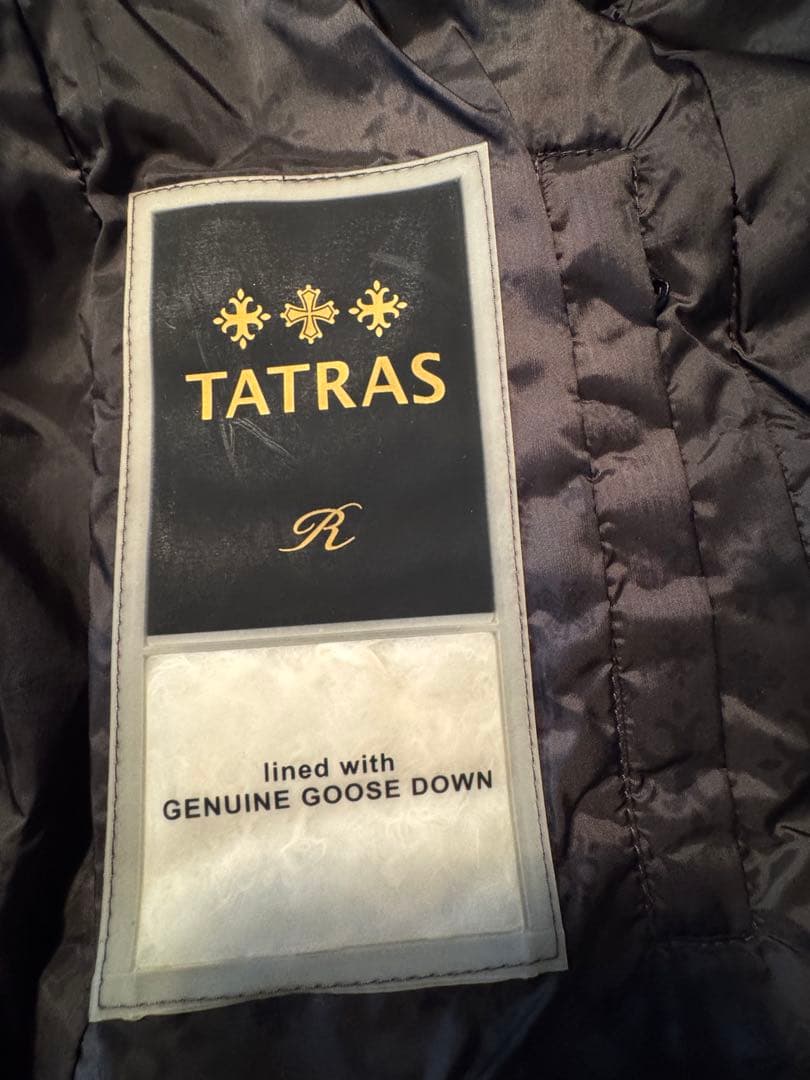 TATRAS
R
lined with
GENUINE GOOSE DOWN